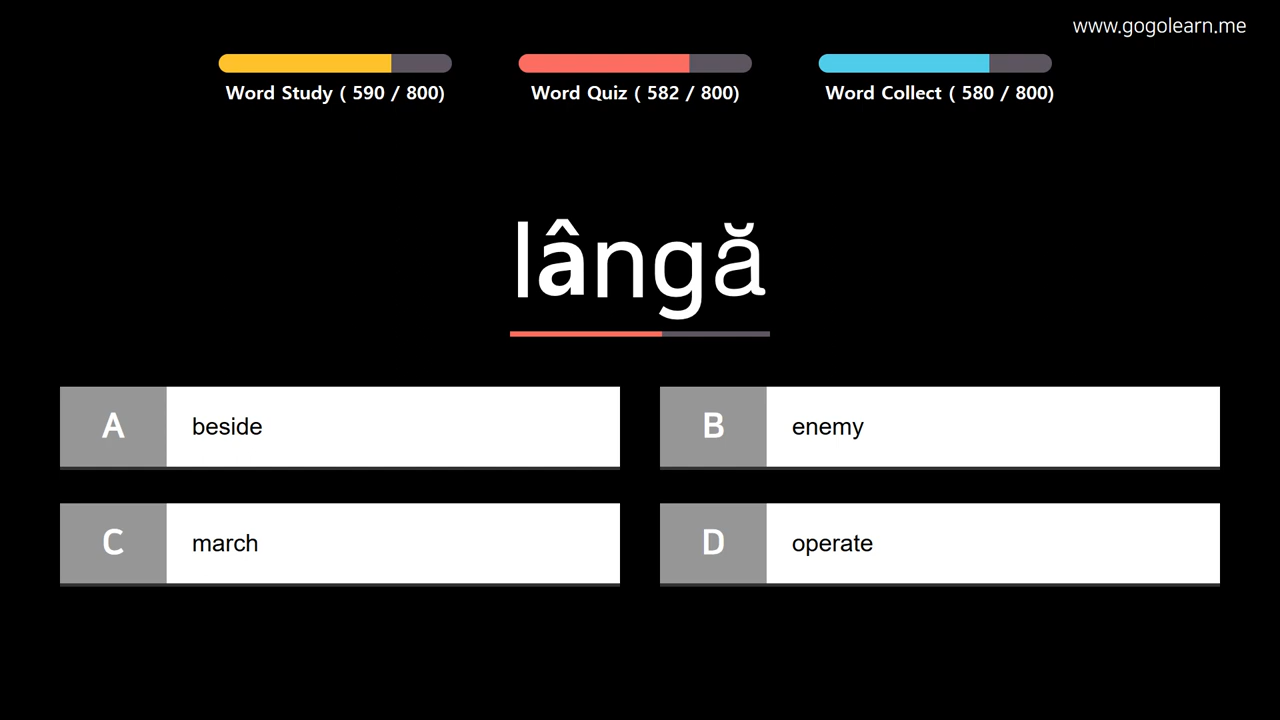 www.gogolearn.me
Word Study ( 590 / 800)
Word Quiz ( 582 / 800)
Word Collect ( 580 / 800)
lângă
A beside
B enemy
C march
D operate